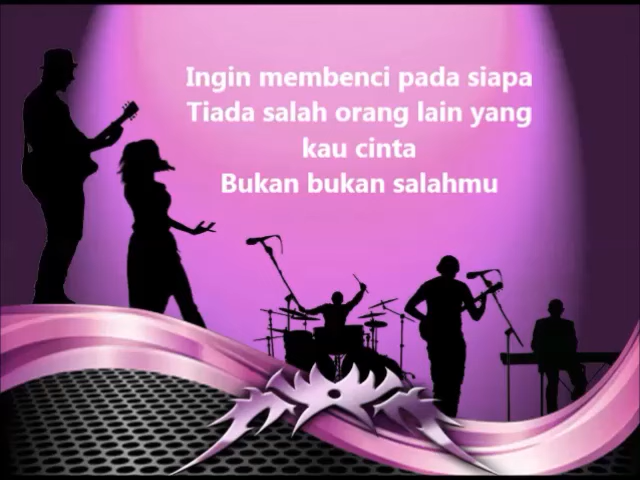 Ingin membenci pada siapa
Tiada salah orang lain yang
kau cinta
Bukan bukan salahmu